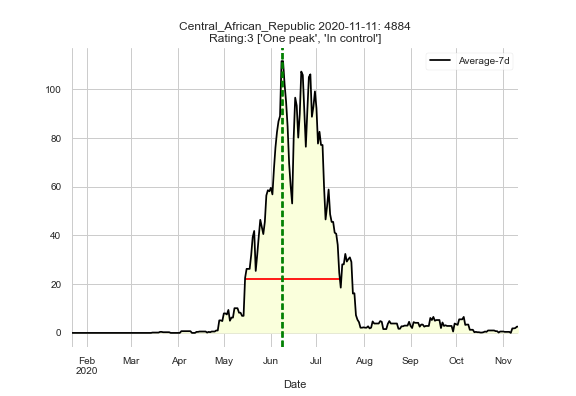 Central_African_Republic 2020-11-11: 4884
Rating:3 ['One peak', 'In control']
Average-7d
100
80
60
40
20
0
Feb Mar Apr May Jun Jul Aug Sep Oct Nov
2020
Date